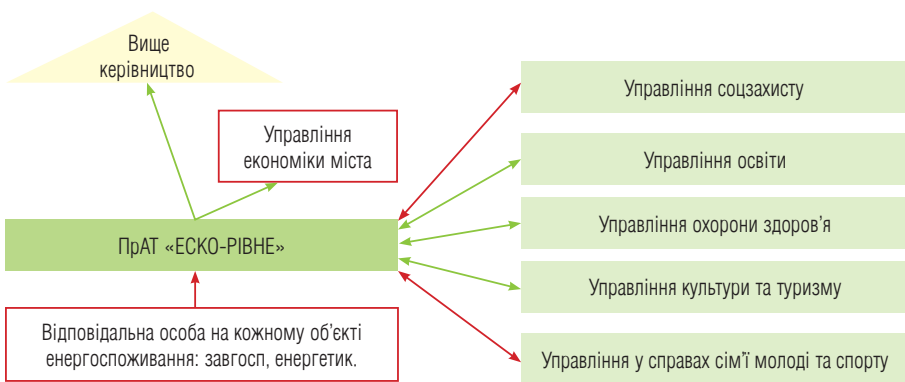 Вище
керівництво
Управління
економіки міста
ПрАТ «ЕСКО-РІВНЕ»
Відповідальна особа на кожному об’єкті
енергоспоживання: завгосп, енергетик.
Управління соцзахисту
Управління освіти
Управління охорони здоров’я
Управління культури та туризму
Управління у справах сім’ї молоді та спорту